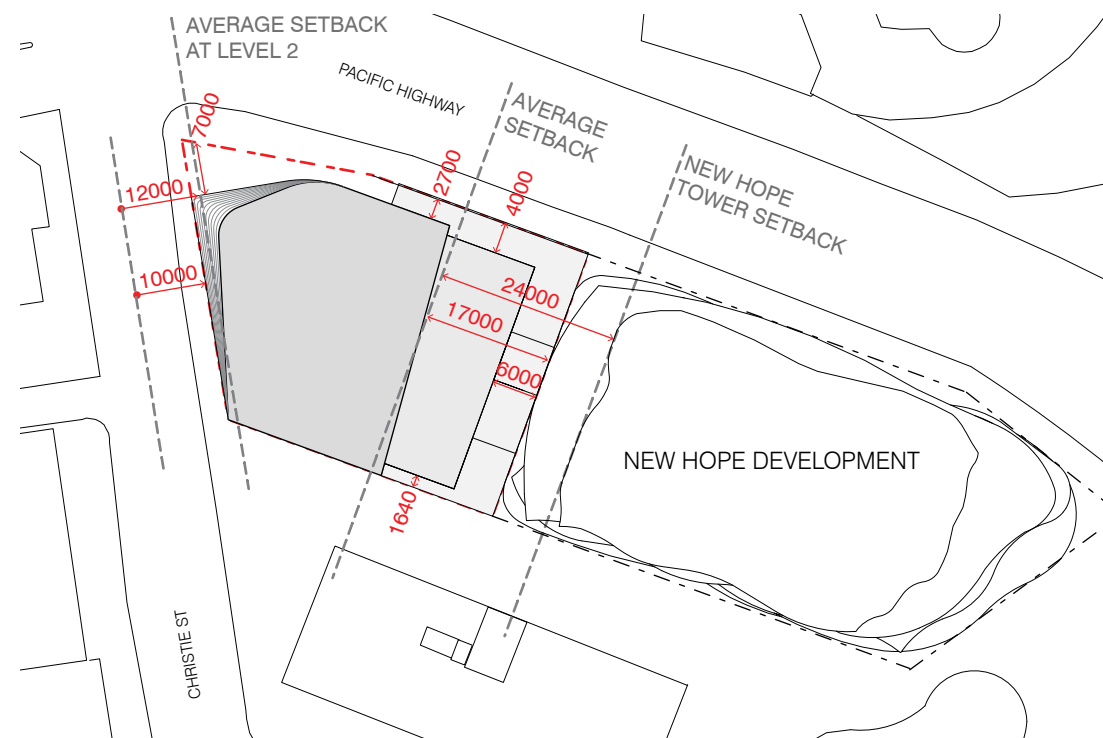 AVERAGE SETBACK
AT LEVEL 2
PACIFIC HIGHWAY
AVERAGE
SETBACK
NEW HOPE
TOWER SETBACK
7000
2700
4000
12000
10000
24000
17000
6000
NEW HOPE DEVELOPMENT
1640
CHRISTIE ST